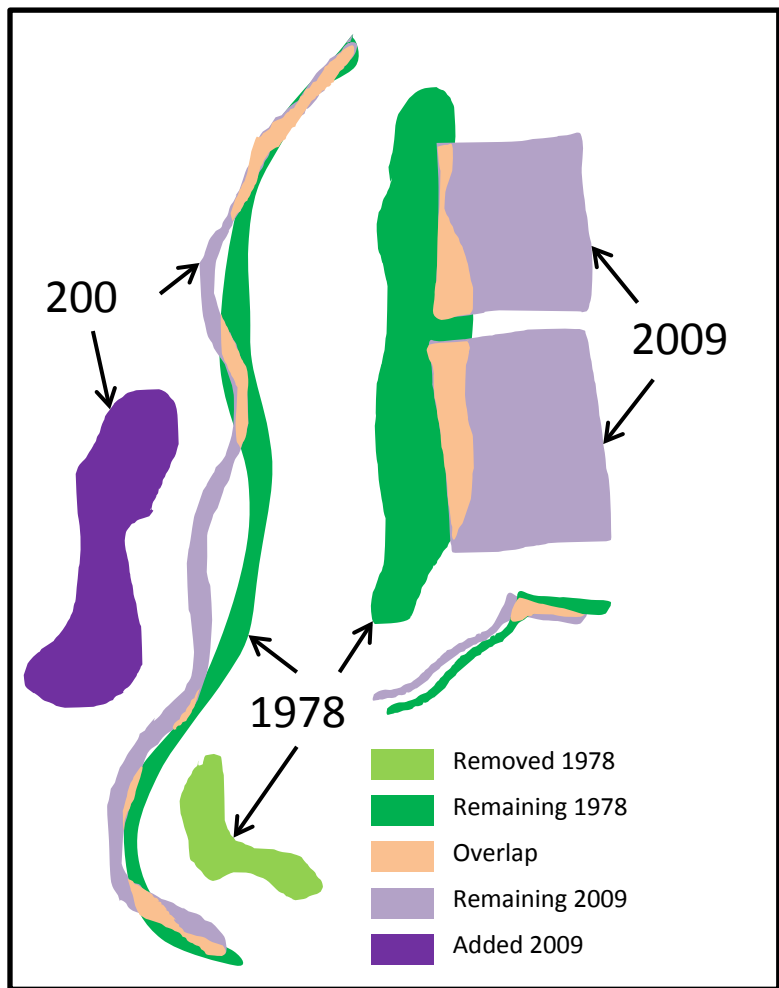 200
2009
1978
Removed 1978
Remaining 1978
Overlap
Remaining 2009
Added 2009